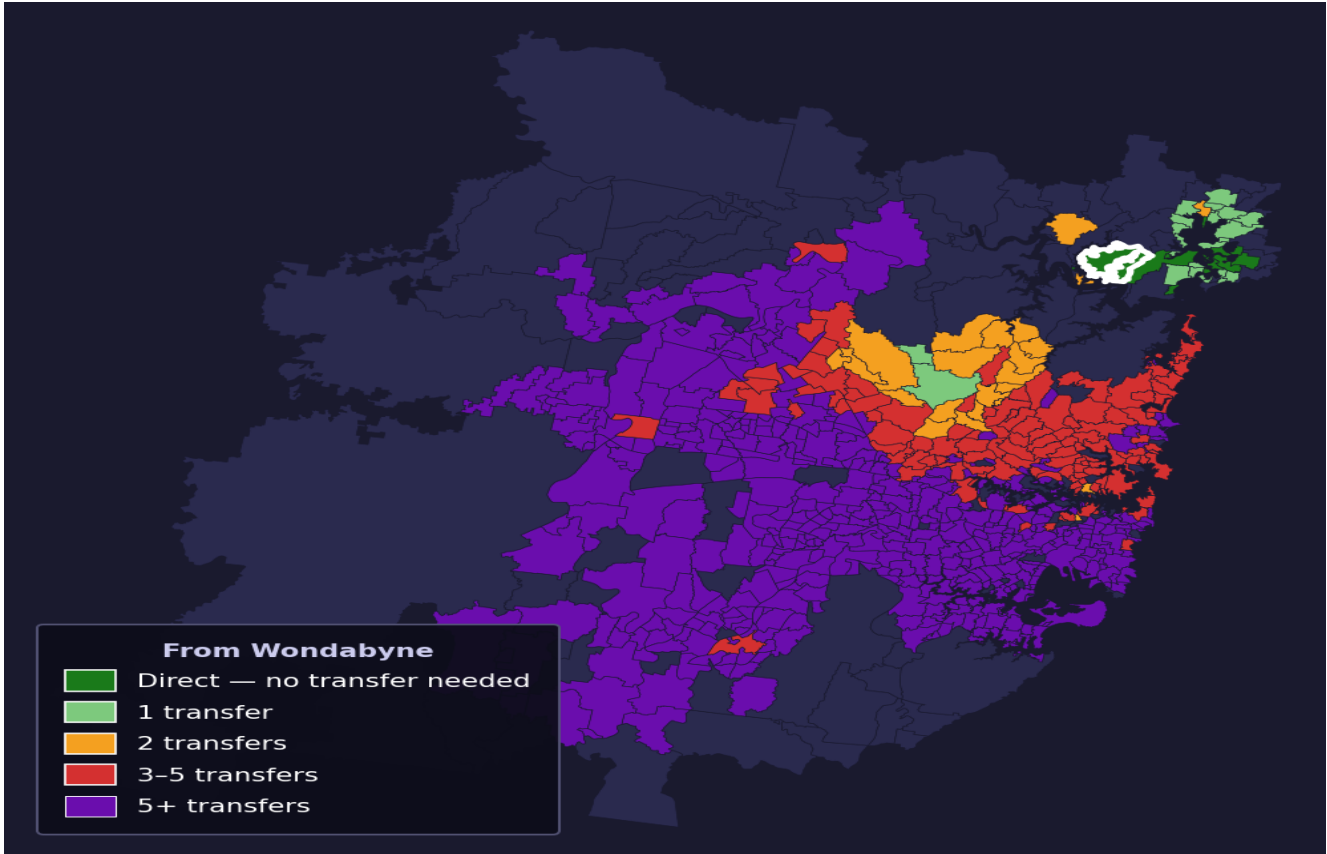 From Wondabyne
Direct — no transfer needed
1 transfer
2 transfers
3–5 transfers
5+ transfers